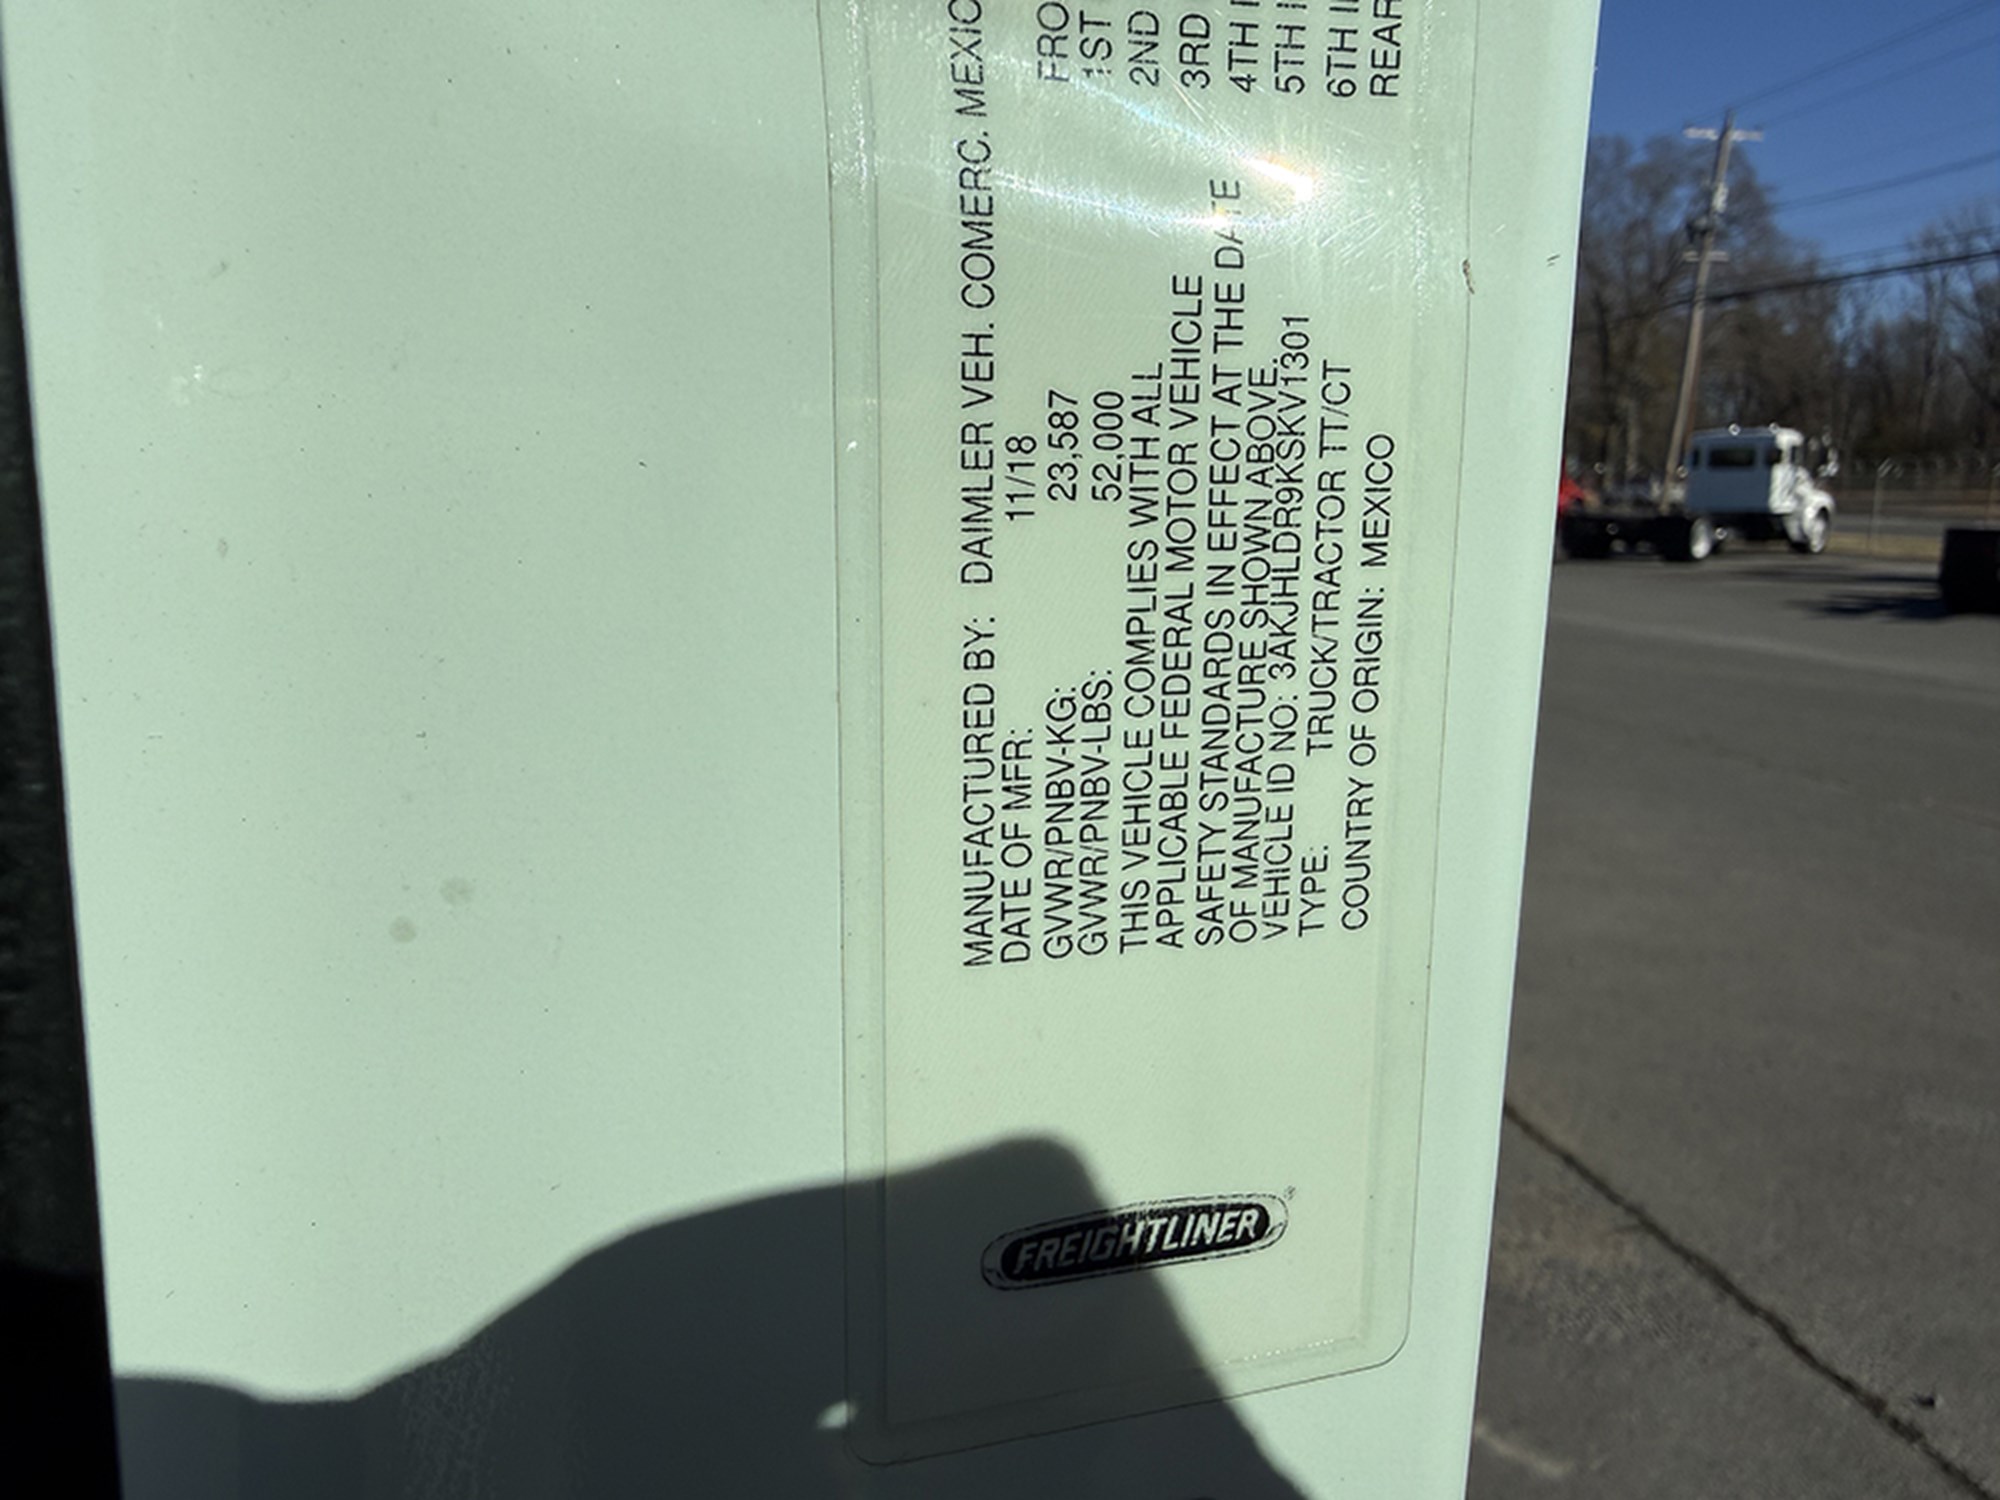 FREIGHTLINER ®
MANUFACTURED BY: DAIMLER VEH. COMERC. MEXIC
DATE OF MFR: 11/18
GVWR/PNBV-KG: 23,587
GVWR/PNBV-LBS: 52,000
THIS VEHICLE COMPLIES WITH ALL
APPLICABLE FEDERAL MOTOR VEHICLE
SAFETY STANDARDS IN EFFECT AT THE DATE
OF MANUFACTURE SHOWN ABOVE.
VEHICLE ID NO: 3AKJHLDR9KSKV1301
TYPE: TRUCK/TRACTOR TT/CT
COUNTRY OF ORIGIN: MEXICO
FRO
1ST
2ND
3RD
4TH
5TH
6TH
REAR